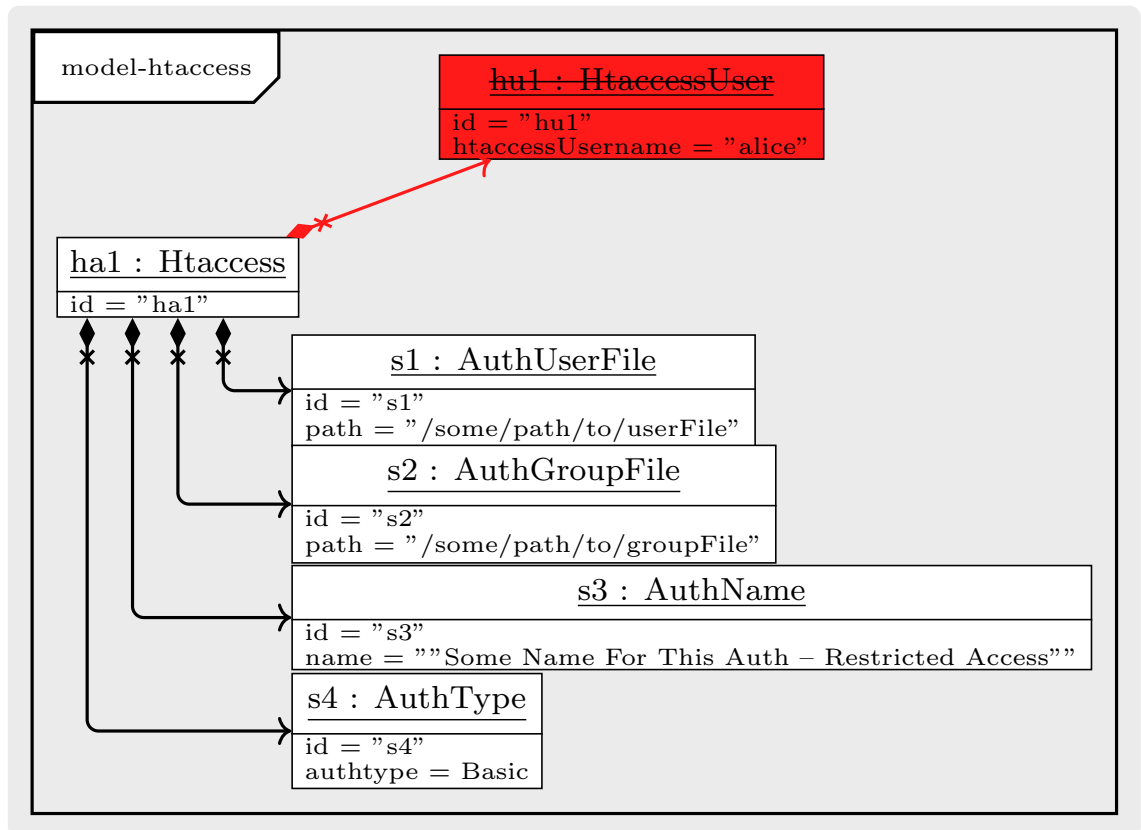 model-htaccess
hu1 : HtaccessUser
id = ”hu1”
htaccessUsername = ”alice”
ha1 : Htaccess
id = ”ha1”
s1 : AuthUserFile
id = ”s1”
path = ”/some/path/to/userFile”
s2 : AuthGroupFile
id = ”s2”
path = ”/some/path/to/groupFile”
s3 : AuthName
id = ”s3”
name = ””Some Name For This Auth – Restricted Access””
s4 : AuthType
id = ”s4”
authtype = Basic